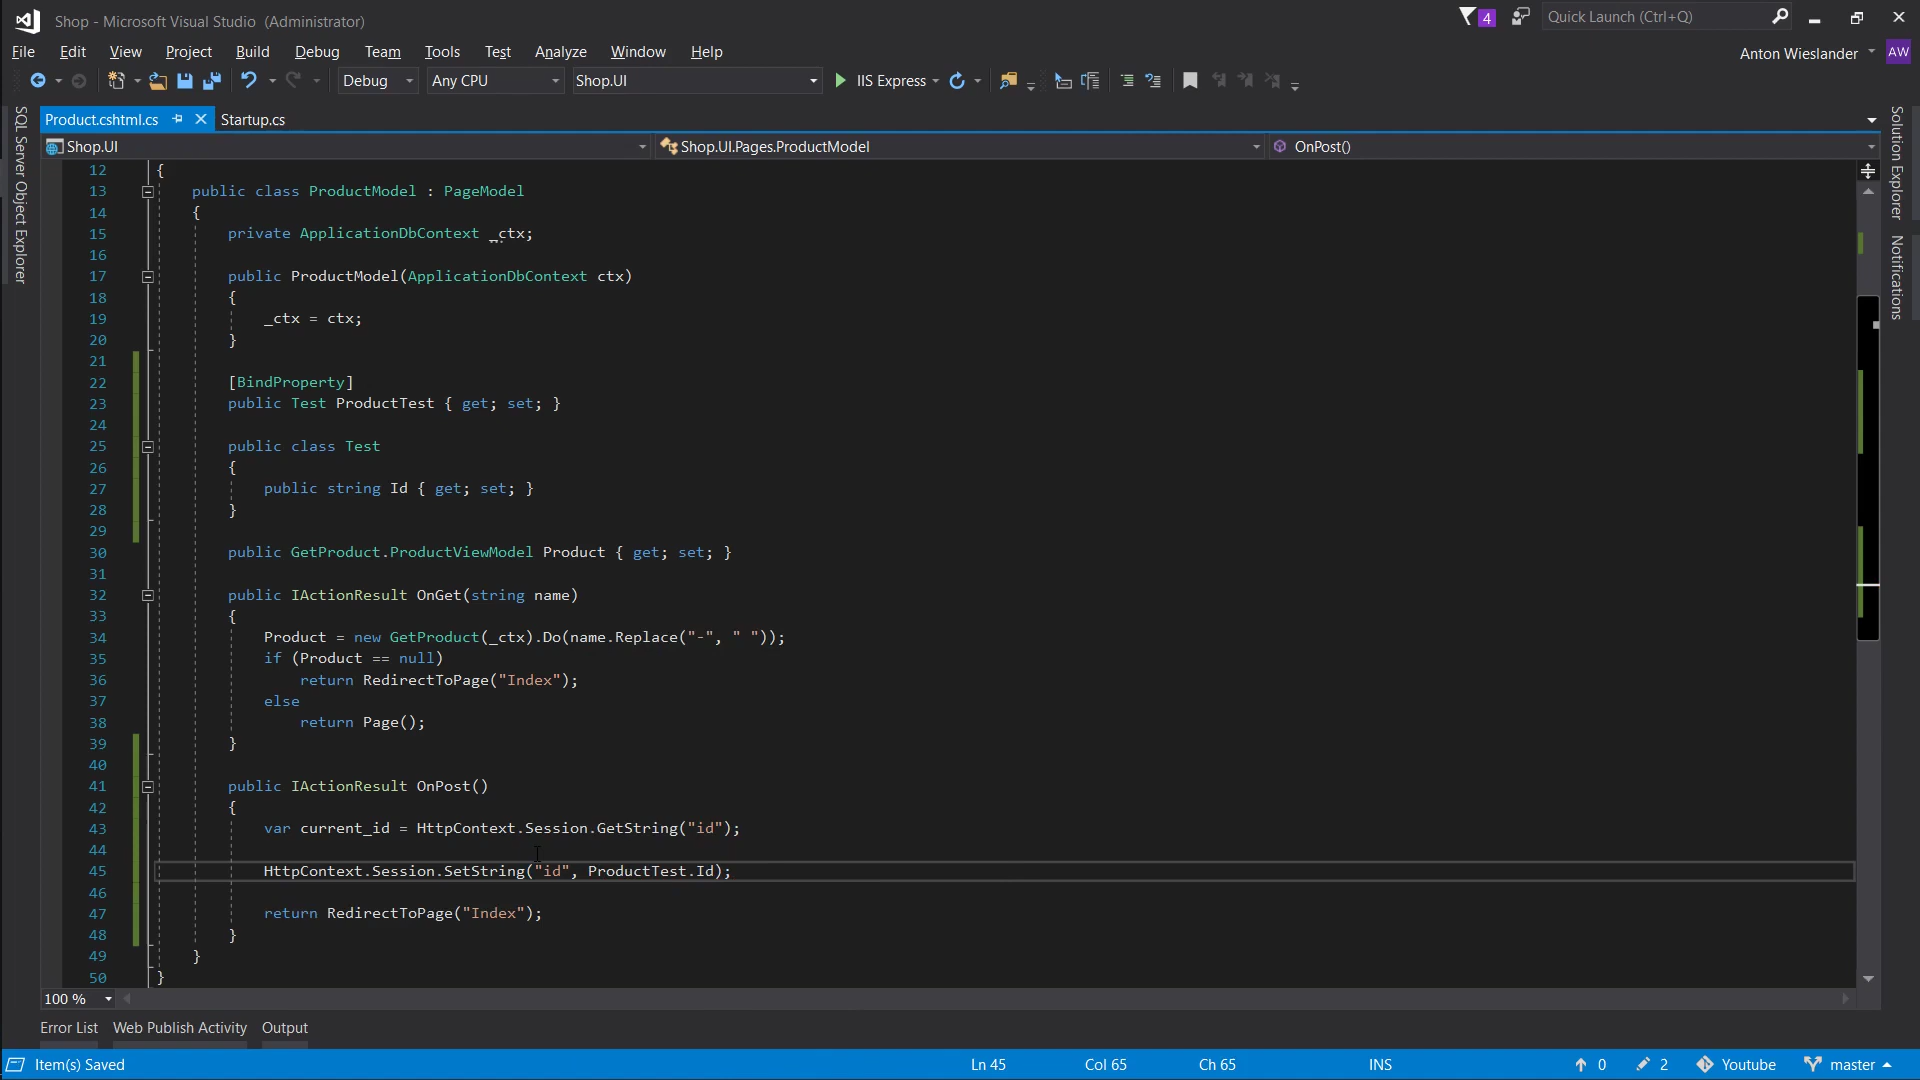 Shop - Microsoft Visual Studio (Administrator)
4
Quick Launch (Ctrl+Q)
File Edit View Project Build Debug Team Tools Test Analyze Window Help
Anton Wieslander AW
Debug Any CPU Shop.UI IIS Express
Product.cshtml.cs Startup.cs
Shop.UI Shop.UI.Pages.ProductModel OnPost()
SQL Server Object Explorer
Solution Explorer
Notifications
12 {
13 public class ProductModel : PageModel
14 {
15 private ApplicationDbContext _ctx;
16
17 public ProductModel(ApplicationDbContext ctx)
18 {
19 _ctx = ctx;
20 }
21
22 [BindProperty]
23 public Test ProductTest { get; set; }
24
25 public class Test
26 {
27 public string Id { get; set; }
28 }
29
30 public GetProduct.ProductViewModel Product { get; set; }
31
32 public IActionResult OnGet(string name)
33 {
34 Product = new GetProduct(_ctx).Do(name.Replace("-", " "));
35 if (Product == null)
36 return RedirectToPage("Index");
37 else
38 return Page();
39 }
40
41 public IActionResult OnPost()
42 {
43 var current_id = HttpContext.Session.GetString("id");
44
45 HttpContext.Session.SetString("id", ProductTest.Id);
46
47 return RedirectToPage("Index");
48 }
49 }
50 }
100 %
Error List Web Publish Activity Output
Item(s) Saved Ln 45 Col 65 Ch 65 INS 0 2 Youtube master